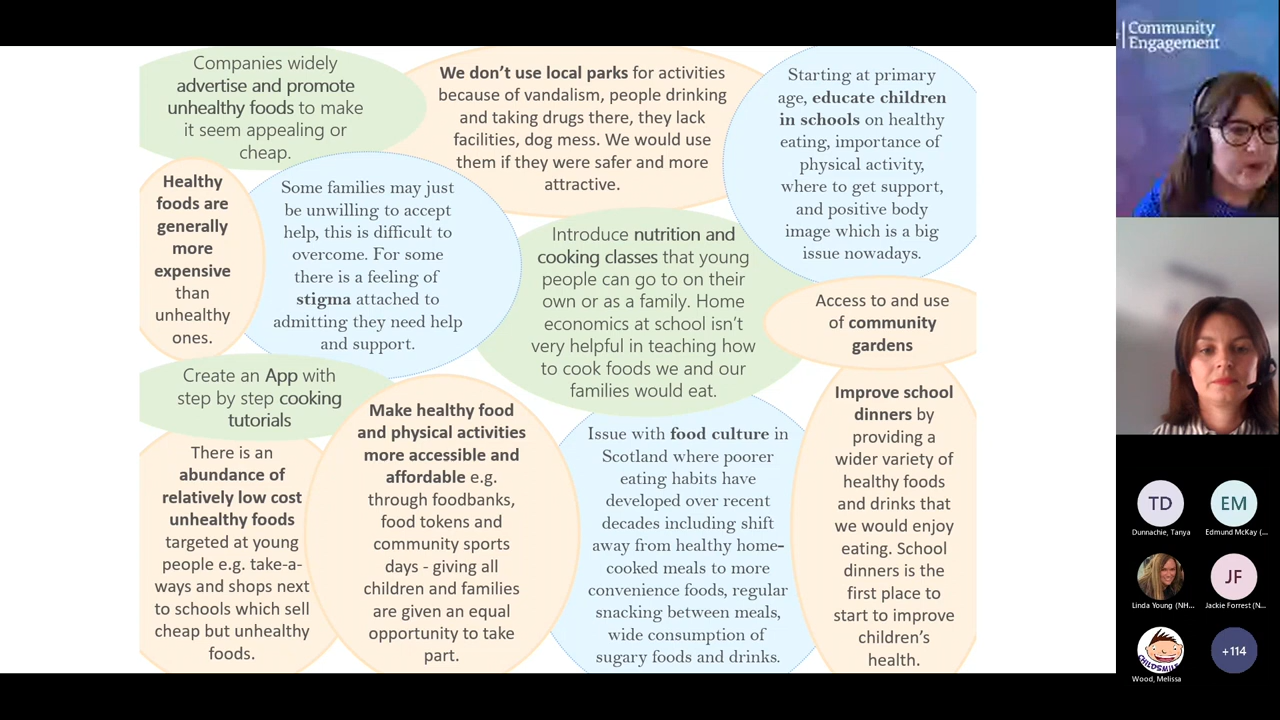 Companies widely
advertise and promote
unhealthy foods to make
it seem appealing or
cheap.
We don't use local parks for activities
because of vandalism, people drinking
and taking drugs there, they lack
facilities, dog mess. We would use
them if they were safer and more
attractive.
Starting at primary
age, educate children
in schools on healthy
eating, importance of
physical activity,
where to get support,
and positive body
image which is a big
issue nowadays.
Healthy
foods are
generally
more
expensive
than
unhealthy
ones.
Some families may just
be unwilling to accept
help, this is difficult to
overcome. For some
there is a feeling of
stigma attached to
admitting they need help
and support.
Introduce nutrition and
cooking classes that young
people can go to on their
own or as a family. Home
economics at school isn't
very helpful in teaching how
to cook foods we and our
families would eat.
Access to and use
of community
gardens
Create an App with
step by step cooking
tutorials
There is an
abundance of
relatively low cost
unhealthy foods
targeted at young
people e.g. take-a-
ways and shops next
to schools which sell
cheap but unhealthy
foods.
Make healthy food
and physical activities
more accessible and
affordable e.g.
through foodbanks,
food tokens and
community sports
days - giving all
children and families
are given an equal
opportunity to take
part.
Issue with food culture in
Scotland where poorer
eating habits have
developed over recent
decades including shift
away from healthy home-
cooked meals to more
convenience foods, regular
snacking between meals,
wide consumption of
sugary foods and drinks.
Improve school
dinners by
providing a
wider variety of
healthy foods
and drinks that
we would enjoy
eating. School
dinners is the
first place to
start to improve
children's
health.
Community
Engagement
TD
Dunnachie, Tanya
EM
Edmund McKay (...
Linda Young (NH...
JF
Jackie Forrest (N...
CHILDSMILE
Wood, Melissa
+114